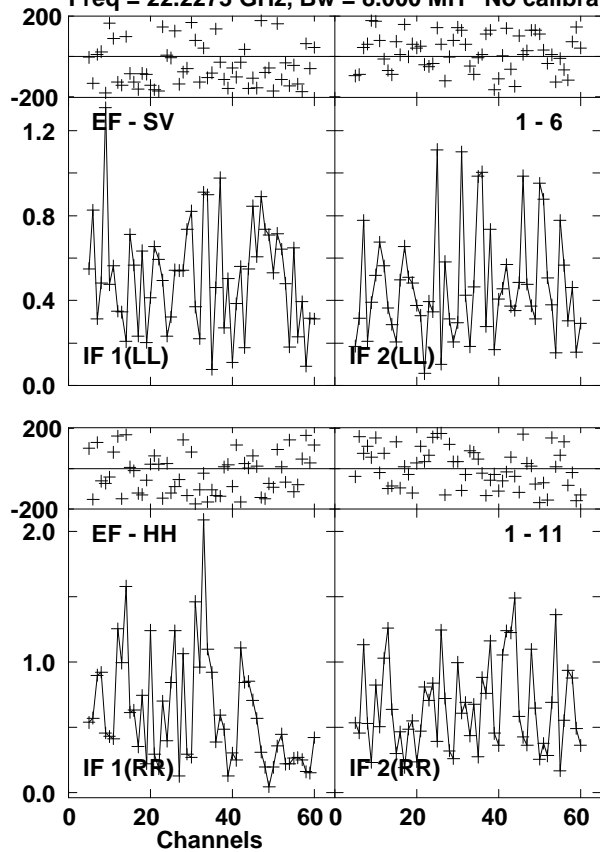 Freq = 22.2273 GHz, Bw = 8.000 MH No calibra
200
-200
EF - SV
1 - 6
1.2
0.8
0.4
IF 1(LL)
IF 2(LL)
0.0
200
-200
EF - HH
1 - 11
2.0
1.0
IF 1(RR)
IF 2(RR)
0.0
0 20 40 60 0 20 40 60
Channels